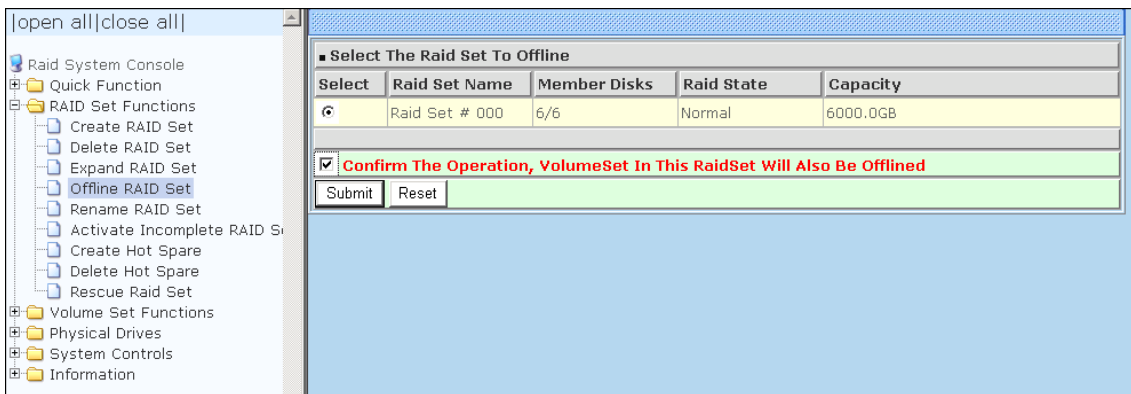 |open all|close all|
Raid System Console
Quick Function
RAID Set Functions
Create RAID Set
Delete RAID Set
Expand RAID Set
Offline RAID Set
Rename RAID Set
Activate Incomplete RAID S
Create Hot Spare
Delete Hot Spare
Rescue Raid Set
Volume Set Functions
Physical Drives
System Controls
Information
Select The Raid Set To Offline
Select Raid Set Name Member Disks Raid State Capacity
Raid Set # 000 6/6 Normal 6000.0GB
Confirm The Operation, VolumeSet In This RaidSet Will Also Be Offlined
Submit Reset